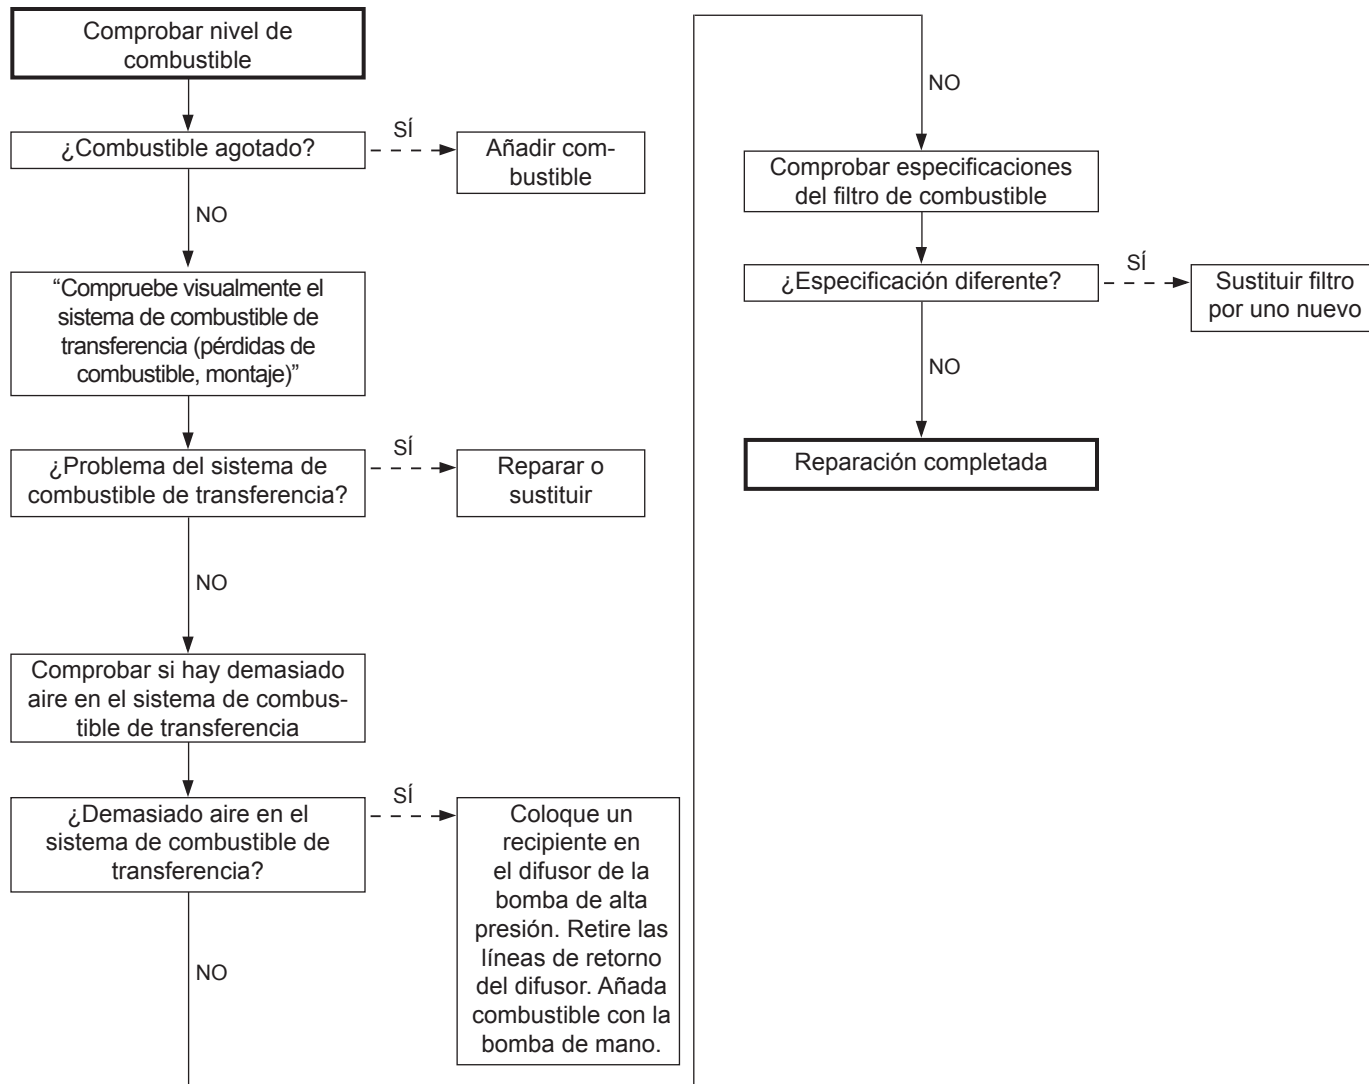 Comprobar nivel de
combustible
¿Combustible agotado?
SÍ
Añadir com-
bustible
NO
“Compruebe visualmente el
sistema de combustible de
transferencia (pérdidas de
combustible, montaje)”
¿Problema del sistema de
combustible de transferencia?
SÍ
Reparar o
sustituir
NO
Comprobar si hay demasiado
aire en el sistema de combus-
tible de transferencia
¿Demasiado aire en el
sistema de combustible de
transferencia?
SÍ
Coloque un
recipiente en
el difusor de la
bomba de alta
presión. Retire las
líneas de retorno
del difusor. Añada
combustible con la
bomba de mano.
NO
NO
Comprobar especificaciones
del filtro de combustible
¿Especificación diferente?
SÍ
Sustituir filtro
por uno nuevo
NO
Reparación completada